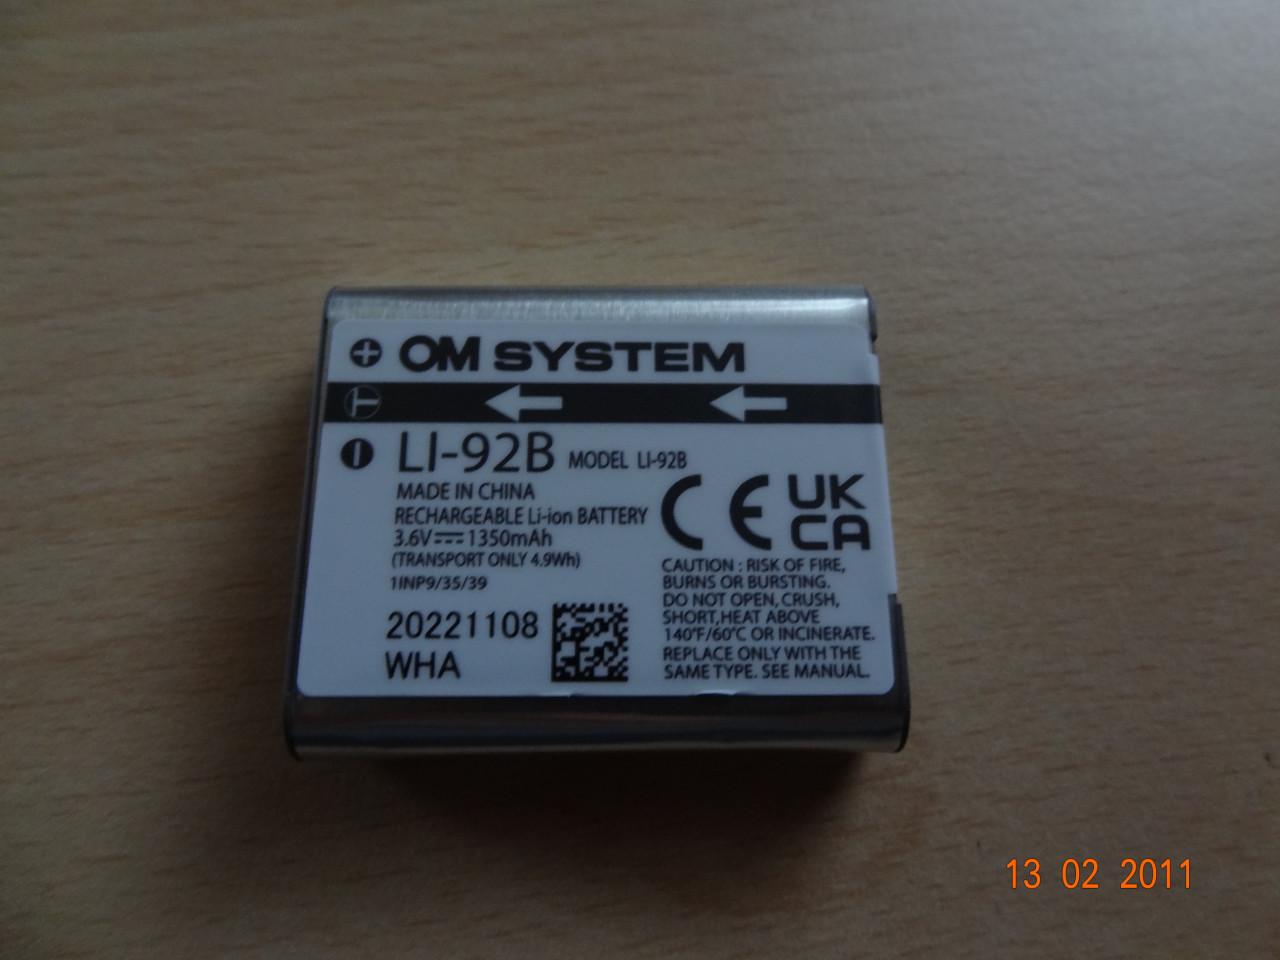 + OM SYSTEM
T
− LI-92B MODEL LI-92B
MADE IN CHINA
RECHARGEABLE Li-ion BATTERY
3.6V⎓1350mAh
(TRANSPORT ONLY 4.9Wh)
1INP9/35/39
20221108
WHA
CE UK
CA
CAUTION : RISK OF FIRE,
BURNS OR BURSTING.
DO NOT OPEN, CRUSH,
SHORT, HEAT ABOVE
140°F/60°C OR INCINERATE.
REPLACE ONLY WITH THE
SAME TYPE. SEE MANUAL.
13 02 2011